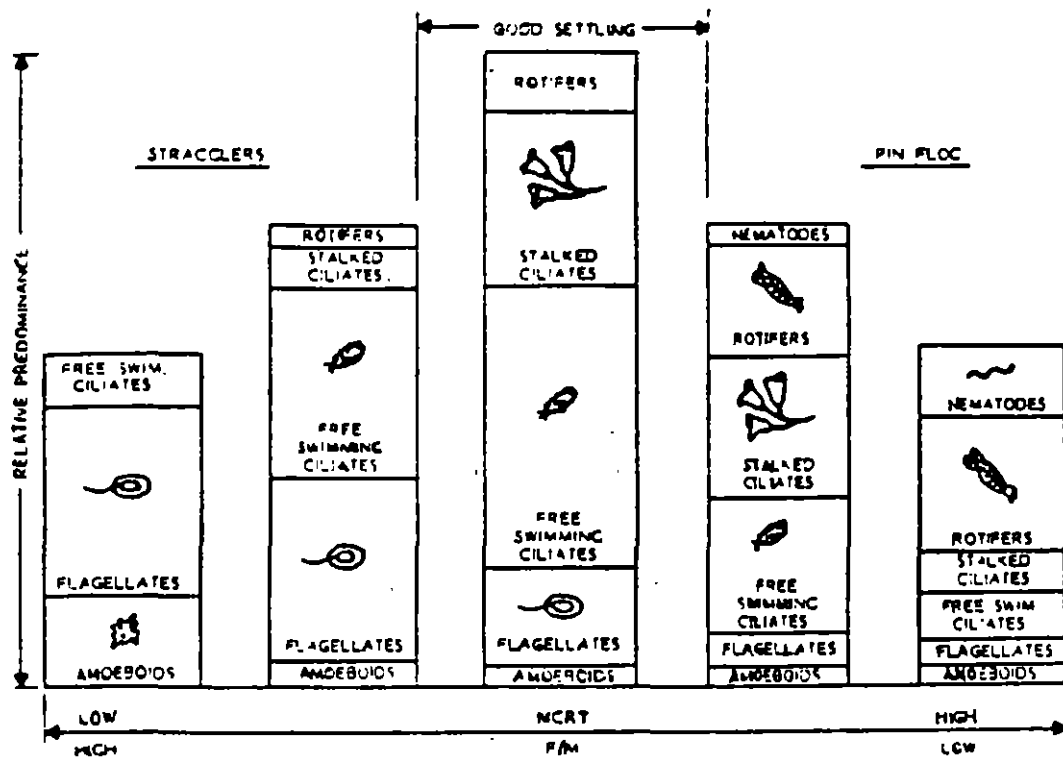 GOOD SETTLING
RELATIVE PREDOMINANCE
STRAGGLERS
PIN FLOC
FREE SWIM.
CILIATES
FLAGELLATES
AMOEBOIDS
ROTIFERS
STALKED
CILIATES
FREE
SWIMMING
CILIATES
FLAGELLATES
AMOEBOIDS
ROTIFERS
STALKED
CILIATES
FREE
SWIMMING
CILIATES
FLAGELLATES
AMOEBOIDS
NEMATODES
ROTIFERS
STALKED
CILIATES
FREE
SWIMMING
CILIATES
FLAGELLATES
AMOEBOIDS
NEMATODES
ROTIFERS
STALKED
CILIATES
FREE SWIM
CILIATES
FLAGELLATES
AMOEBOIDS
LOW MCRT HIGH
HIGH F/M LOW